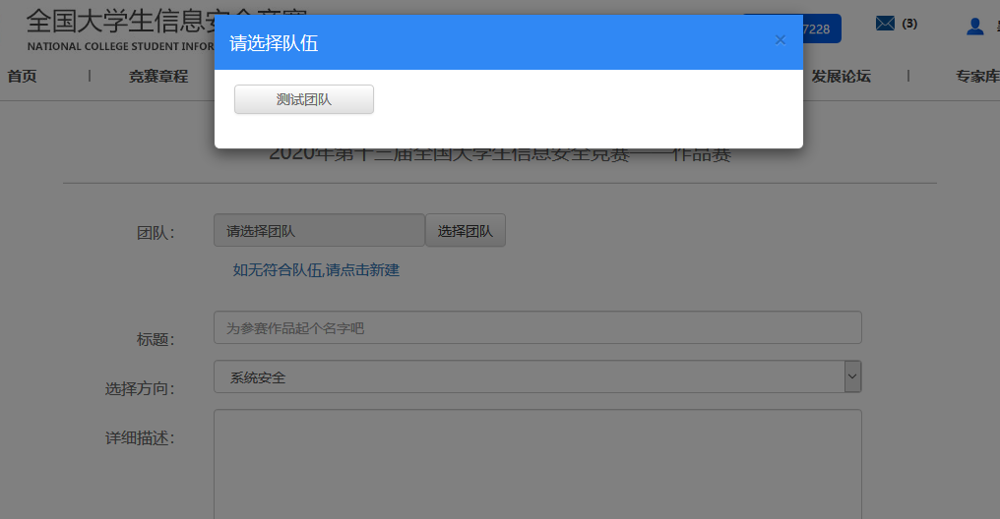 全国大学生信息安全竞赛
NATIONAL COLLEGE STUDENT INFOR
请选择队伍
×
7228
(3)
首页 | 竞赛章程
发展论坛 | 专家库
测试团队
2020年第十三届全国大学生信息安全竞赛——作品赛
团队: 请选择团队 选择团队
如无符合队伍,请点击新建
标题: 为参赛作品起个名字吧
选择方向: 系统安全
详细描述: